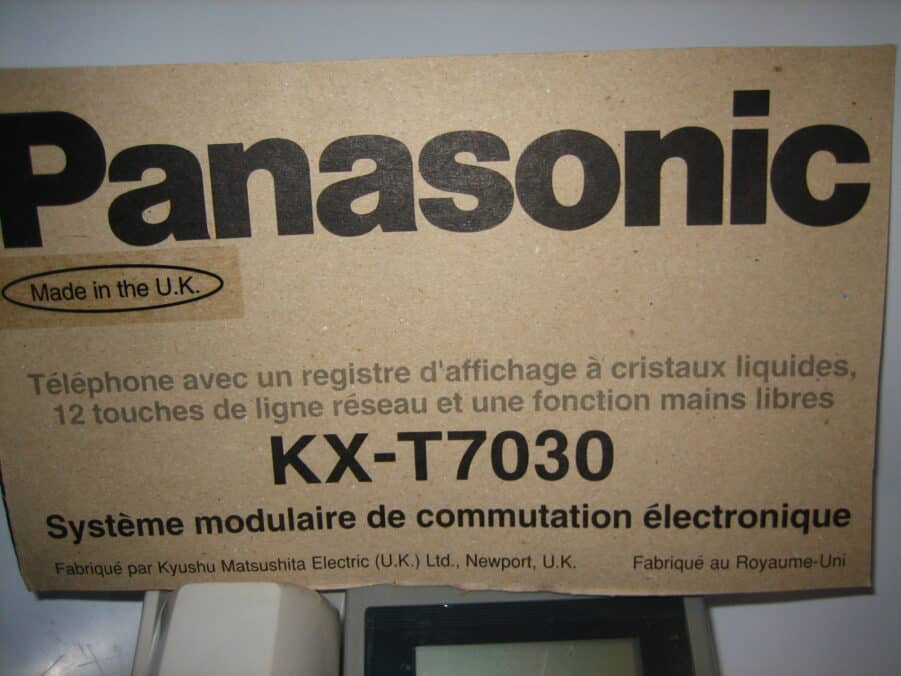 Panasonic
Made in the U.K.
Téléphone avec un registre d'affichage à cristaux liquides,
12 touches de ligne réseau et une fonction mains libres
KX-T7030
Système modulaire de commutation électronique
Fabriqué par Kyushu Matsushita Electric (U.K.) Ltd., Newport, U.K. Fabriqué au Royaume-Uni